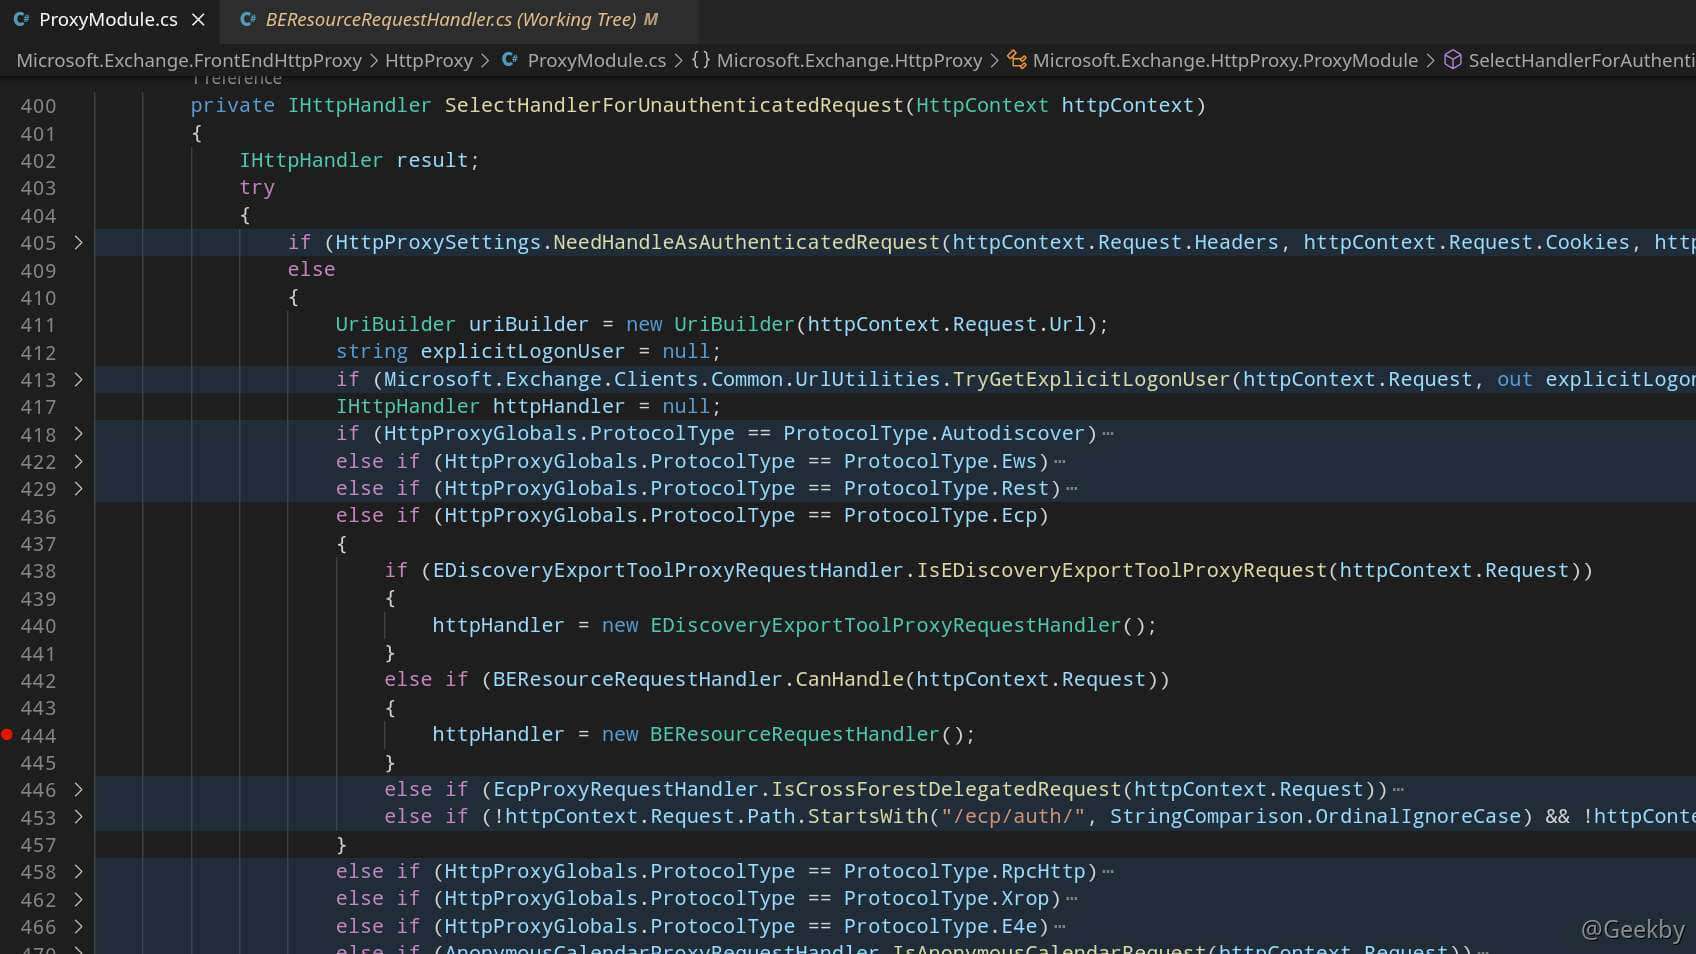 ProxyModule.cs
BEResourceRequestHandler.cs (Working Tree) M
Microsoft.Exchange.FrontEndHttpProxy > HttpProxy > ProxyModule.cs > {} Microsoft.Exchange.HttpProxy > Microsoft.Exchange.HttpProxy.ProxyModule > SelectHandlerForAuthenti
1 reference
400 private IHttpHandler SelectHandlerForUnauthenticatedRequest(HttpContext httpContext)
401 {
402 IHttpHandler result;
403 try
404 {
405 > if (HttpProxySettings.NeedHandleAsAuthenticatedRequest(httpContext.Request.Headers, httpContext.Request.Cookies, http
409 else
410 {
411 UriBuilder uriBuilder = new UriBuilder(httpContext.Request.Url);
412 string explicitLogonUser = null;
413 > if (Microsoft.Exchange.Clients.Common.UrlUtilities.TryGetExplicitLogonUser(httpContext.Request, out explicitLogon
417 IHttpHandler httpHandler = null;
418 > if (HttpProxyGlobals.ProtocolType == ProtocolType.Autodiscover)⋯
422 > else if (HttpProxyGlobals.ProtocolType == ProtocolType.Ews)⋯
429 > else if (HttpProxyGlobals.ProtocolType == ProtocolType.Rest)⋯
436 else if (HttpProxyGlobals.ProtocolType == ProtocolType.Ecp)
437 {
438 if (EDiscoveryExportToolProxyRequestHandler.IsEDiscoveryExportToolProxyRequest(httpContext.Request))
439 {
440 httpHandler = new EDiscoveryExportToolProxyRequestHandler();
441 }
442 else if (BEResourceRequestHandler.CanHandle(httpContext.Request))
443 {
444 httpHandler = new BEResourceRequestHandler();
445 }
446 > else if (EcpProxyRequestHandler.IsCrossForestDelegatedRequest(httpContext.Request))⋯
453 > else if (!httpContext.Request.Path.StartsWith("/ecp/auth/", StringComparison.OrdinalIgnoreCase) && !httpConte
457 }
458 > else if (HttpProxyGlobals.ProtocolType == ProtocolType.RpcHttp)⋯
462 > else if (HttpProxyGlobals.ProtocolType == ProtocolType.Xrop)⋯
466 > else if (HttpProxyGlobals.ProtocolType == ProtocolType.E4e)⋯
470 > else if (AnonymousCalendarProxyRequestHandler.IsAnonymousCalendarRequest(httpContext.Request))⋯
@Geekby